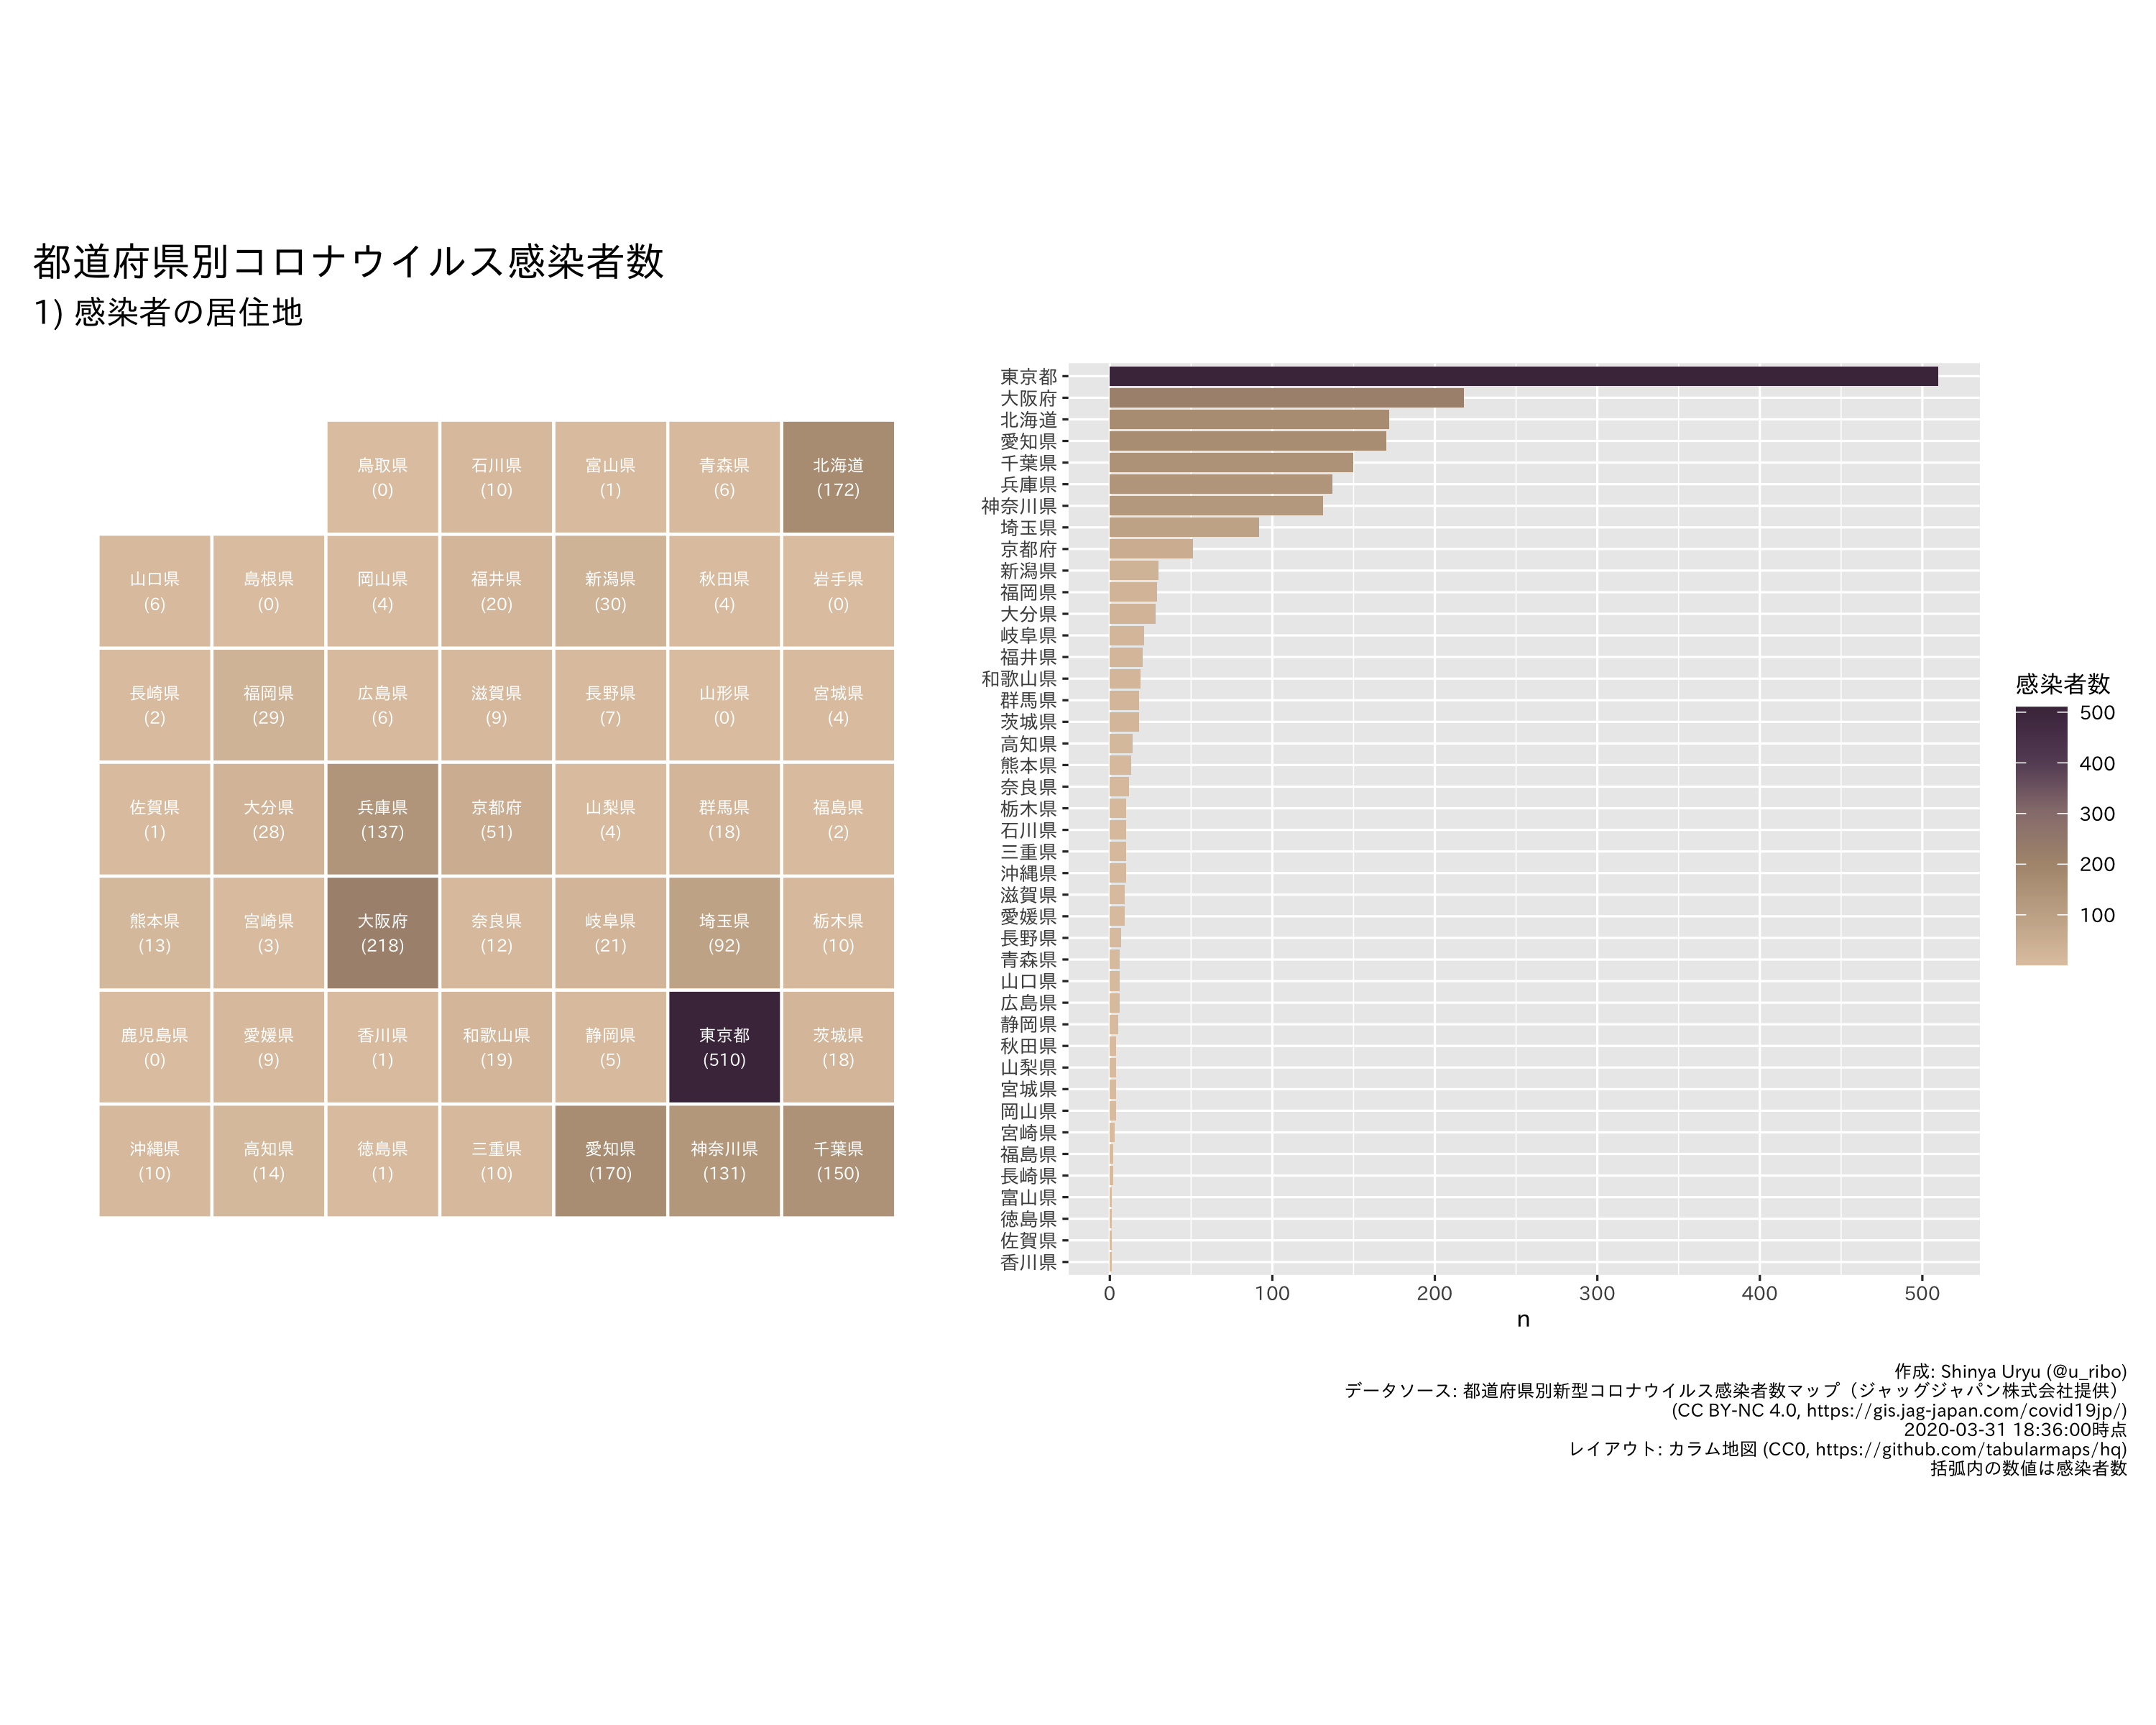 都道府県別コロナウイルス感染者数
1) 感染者の居住地
鳥取県
(0)
石川県
(10)
富山県
(1)
青森県
(6)
北海道
(172)
山口県
(6)
島根県
(0)
岡山県
(4)
福井県
(20)
新潟県
(30)
秋田県
(4)
岩手県
(0)
長崎県
(2)
福岡県
(29)
広島県
(6)
滋賀県
(9)
長野県
(7)
山形県
(0)
宮城県
(4)
佐賀県
(1)
大分県
(28)
兵庫県
(137)
京都府
(51)
山梨県
(4)
群馬県
(18)
福島県
(2)
熊本県
(13)
宮崎県
(3)
大阪府
(218)
奈良県
(12)
岐阜県
(21)
埼玉県
(92)
栃木県
(10)
鹿児島県
(0)
愛媛県
(9)
香川県
(1)
和歌山県
(19)
静岡県
(5)
東京都
(510)
茨城県
(18)
沖縄県
(10)
高知県
(14)
徳島県
(1)
三重県
(10)
愛知県
(170)
神奈川県
(131)
千葉県
(150)
東京都
大阪府
北海道
愛知県
千葉県
兵庫県
神奈川県
埼玉県
京都府
新潟県
福岡県
大分県
岐阜県
福井県
和歌山県
群馬県
茨城県
高知県
熊本県
奈良県
栃木県
石川県
三重県
沖縄県
滋賀県
愛媛県
長野県
青森県
山口県
広島県
静岡県
秋田県
山梨県
宮城県
岡山県
宮崎県
福島県
長崎県
富山県
徳島県
佐賀県
香川県
0 100 200 300 400 500
n
感染者数
500
400
300
200
100
作成: Shinya Uryu (@u_ribo)
データソース: 都道府県別新型コロナウイルス感染者数マップ（ジャッグジャパン株式会社提供）
(CC BY-NC 4.0, https://gis.jag-japan.com/covid19jp/)
2020-03-31 18:36:00時点
レイアウト: カラム地図 (CC0, https://github.com/tabularmaps/hq)
括弧内の数値は感染者数